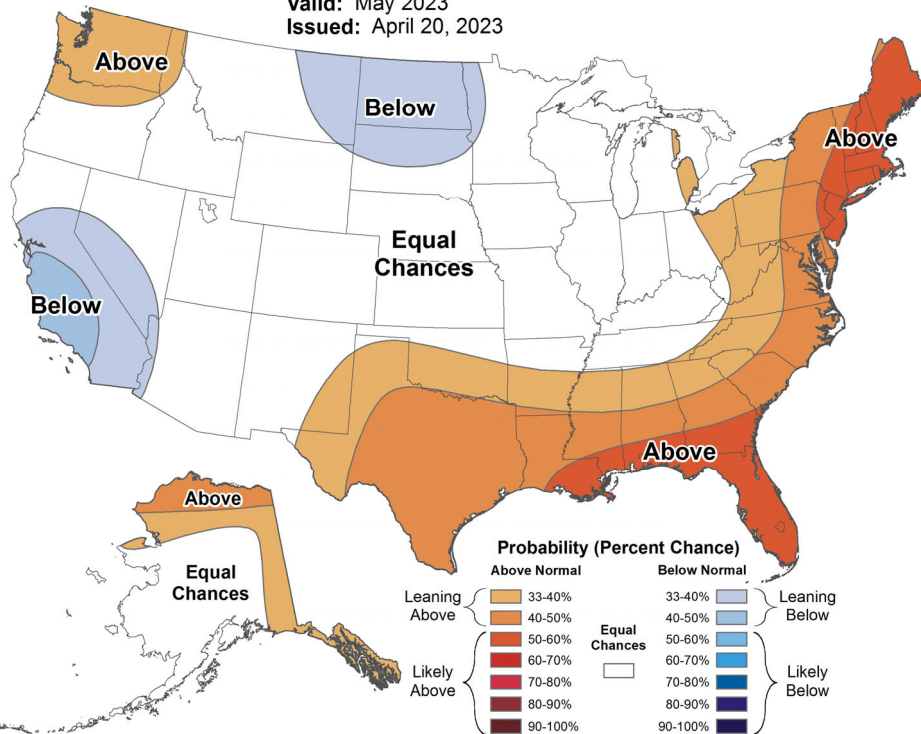 Valid: May 2023
Issued: April 20, 2023
Above
Below
Above
Equal
Chances
Below
Above
Above
Equal
Chances
Probability (Percent Chance)
Above Normal
Below Normal
Leaning
Above
33-40%
40-50%
Likely
Above
50-60%
60-70%
70-80%
80-90%
90-100%
Equal
Chances
33-40%
40-50%
Leaning
Below
50-60%
60-70%
70-80%
80-90%
90-100%
Likely
Below